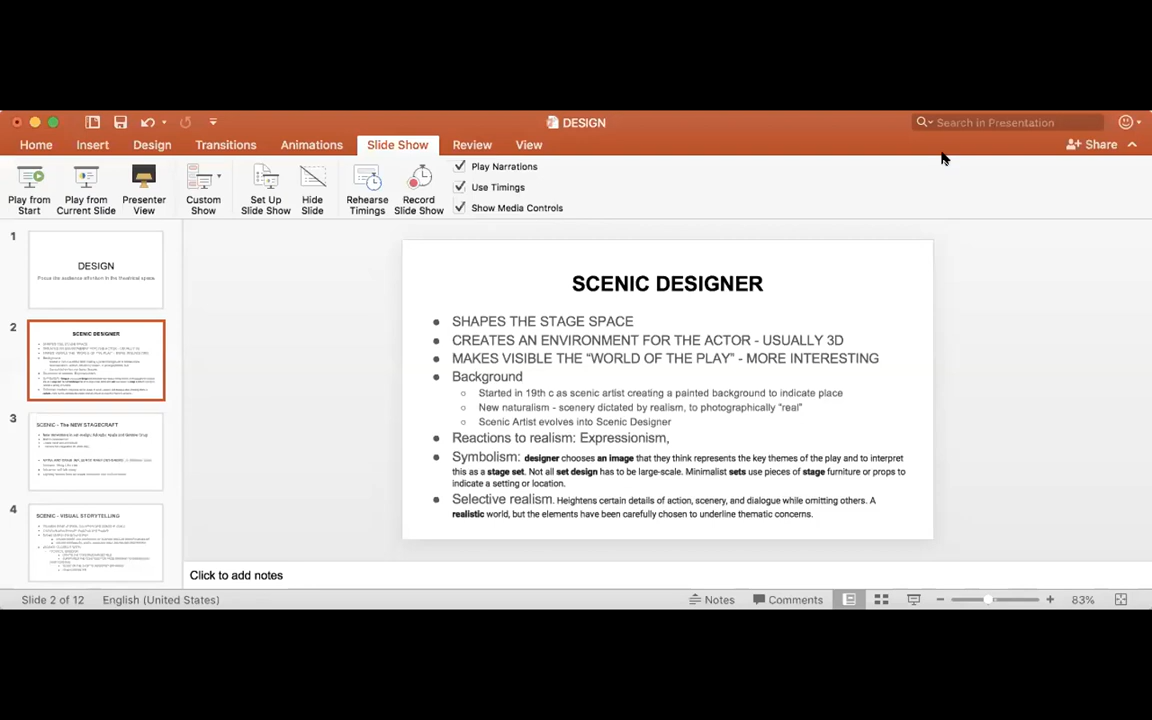 DESIGN
Search in Presentation
Home Insert Design Transitions Animations Slide Show Review View
Share
Play from Start
Play from Current Slide
Presenter View
Custom Show
Set Up Slide Show
Hide Slide
Rehearse Timings
Record Slide Show
Play Narrations
Use Timings
Show Media Controls
1
DESIGN
Focus the audience attention in the theatrical space
2
SCENIC DESIGNER
3
SCENIC - The NEW STAGECRAFT
4
SCENIC - VISUAL STORYTELLING
SCENIC DESIGNER
● SHAPES THE STAGE SPACE
● CREATES AN ENVIRONMENT FOR THE ACTOR - USUALLY 3D
● MAKES VISIBLE THE “WORLD OF THE PLAY” - MORE INTERESTING
● Background
○ Started in 19th c as scenic artist creating a painted background to indicate place
○ New naturalism - scenery dictated by realism, to photographically “real”
○ Scenic Artist evolves into Scenic Designer
● Reactions to realism: Expressionism,
● Symbolism: designer chooses an image that they think represents the key themes of the play and to interpret
this as a stage set. Not all set design has to be large-scale. Minimalist sets use pieces of stage furniture or props to
indicate a setting or location.
● Selective realism. Heightens certain details of action, scenery, and dialogue while omitting others. A
realistic world, but the elements have been carefully chosen to underline thematic concerns.
Click to add notes
Slide 2 of 12 English (United States) Notes Comments 83%